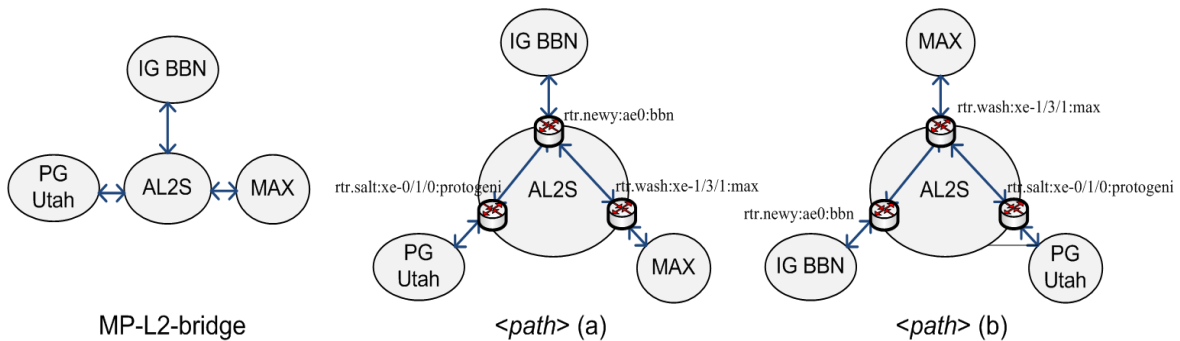 IG BBN
PG
Utah
AL2S
MAX
MP-L2-bridge
IG BBN
rtr.newy:ae0:bbn
rtr.salt:xe-0/1/0:protogeni
AL2S
rtr.wash:xe-1/3/1:max
PG
Utah
MAX
<path> (a)
MAX
rtr.wash:xe-1/3/1:max
AL2S
rtr.salt:xe-0/1/0:protogeni
rtr.newy:ae0:bbn
IG BBN
PG
Utah
<path> (b)